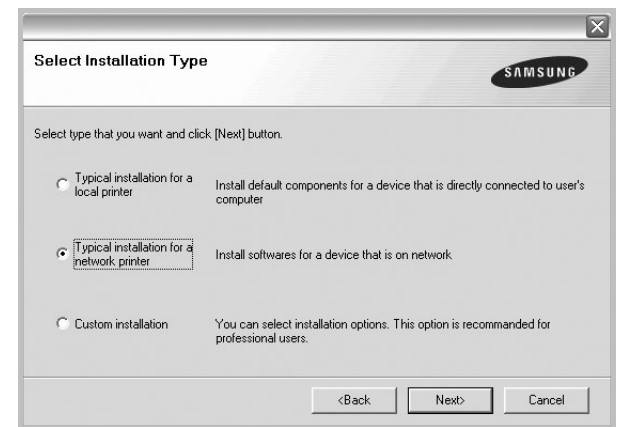 Select Installation Type
SAMSUNG
Select type that you want and click [Next] button.
Typical installation for a
local printer
Install default components for a device that is directly connected to user's
computer
Typical installation for a
network printer
Install softwares for a device that is on network
Custom installation
You can select installation options. This option is recommanded for
professional users.
<Back
Next>
Cancel